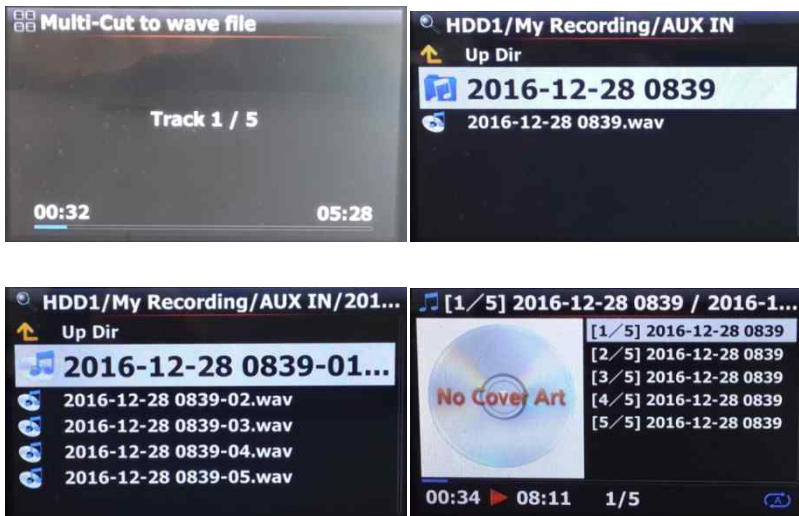 Multi-Cut to wave file
Track 1 / 5
00:32 05:28
HDD1/My Recording/AUX IN
Up Dir
2016-12-28 0839
2016-12-28 0839.wav
HDD1/My Recording/AUX IN/201...
Up Dir
2016-12-28 0839-01...
2016-12-28 0839-02.wav
2016-12-28 0839-03.wav
2016-12-28 0839-04.wav
2016-12-28 0839-05.wav
[1/5] 2016-12-28 0839 / 2016-1...
No Cover Art
[1/5] 2016-12-28 0839
[2/5] 2016-12-28 0839
[3/5] 2016-12-28 0839
[4/5] 2016-12-28 0839
[5/5] 2016-12-28 0839
00:34 08:11 1/5
A